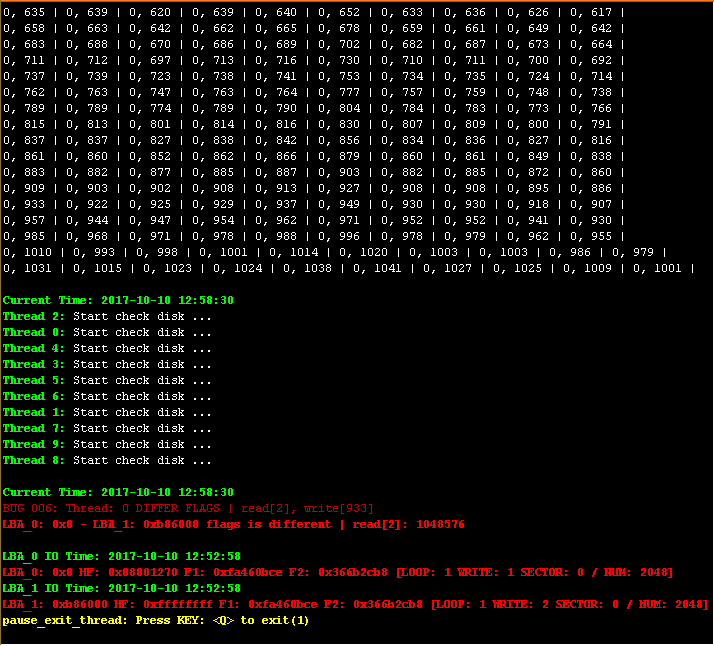 0, 635 | 0, 639 | 0, 620 | 0, 639 | 0, 640 | 0, 652 | 0, 633 | 0, 636 | 0, 626 | 0, 617 |
0, 658 | 0, 663 | 0, 642 | 0, 662 | 0, 665 | 0, 678 | 0, 659 | 0, 661 | 0, 649 | 0, 642 |
0, 683 | 0, 688 | 0, 670 | 0, 686 | 0, 689 | 0, 702 | 0, 682 | 0, 687 | 0, 673 | 0, 664 |
0, 711 | 0, 712 | 0, 697 | 0, 713 | 0, 716 | 0, 730 | 0, 710 | 0, 711 | 0, 700 | 0, 692 |
0, 737 | 0, 739 | 0, 723 | 0, 738 | 0, 741 | 0, 753 | 0, 734 | 0, 735 | 0, 724 | 0, 714 |
0, 762 | 0, 763 | 0, 747 | 0, 763 | 0, 764 | 0, 777 | 0, 757 | 0, 759 | 0, 748 | 0, 738 |
0, 789 | 0, 789 | 0, 774 | 0, 789 | 0, 790 | 0, 804 | 0, 784 | 0, 783 | 0, 773 | 0, 766 |
0, 815 | 0, 813 | 0, 801 | 0, 814 | 0, 816 | 0, 830 | 0, 807 | 0, 809 | 0, 800 | 0, 791 |
0, 837 | 0, 837 | 0, 827 | 0, 838 | 0, 842 | 0, 856 | 0, 834 | 0, 836 | 0, 827 | 0, 816 |
0, 861 | 0, 860 | 0, 852 | 0, 862 | 0, 866 | 0, 879 | 0, 860 | 0, 861 | 0, 849 | 0, 838 |
0, 883 | 0, 882 | 0, 877 | 0, 885 | 0, 887 | 0, 903 | 0, 882 | 0, 885 | 0, 872 | 0, 860 |
0, 909 | 0, 903 | 0, 902 | 0, 908 | 0, 913 | 0, 927 | 0, 908 | 0, 908 | 0, 895 | 0, 886 |
0, 933 | 0, 922 | 0, 925 | 0, 929 | 0, 937 | 0, 949 | 0, 930 | 0, 930 | 0, 918 | 0, 907 |
0, 957 | 0, 944 | 0, 947 | 0, 954 | 0, 962 | 0, 971 | 0, 952 | 0, 952 | 0, 941 | 0, 930 |
0, 985 | 0, 968 | 0, 971 | 0, 978 | 0, 988 | 0, 996 | 0, 978 | 0, 979 | 0, 962 | 0, 955 |
0, 1010 | 0, 993 | 0, 998 | 0, 1001 | 0, 1014 | 0, 1020 | 0, 1003 | 0, 1003 | 0, 986 | 0, 979 |
0, 1031 | 0, 1015 | 0, 1023 | 0, 1024 | 0, 1038 | 0, 1041 | 0, 1027 | 0, 1025 | 0, 1009 | 0, 1001 |
Current Time: 2017-10-10 12:58:30
Thread 2: Start check disk ...
Thread 0: Start check disk ...
Thread 4: Start check disk ...
Thread 3: Start check disk ...
Thread 5: Start check disk ...
Thread 6: Start check disk ...
Thread 1: Start check disk ...
Thread 7: Start check disk ...
Thread 9: Start check disk ...
Thread 8: Start check disk ...
Current Time: 2017-10-10 12:58:30
BUG 006: Thread: 0 DIFFER FLAGS | read[2], write[933]
LBA_0: 0x0 - LBA_1: 0xb86000 flags is different | read[2]: 1048576
LBA_0 IO Time: 2017-10-10 12:52:58
LBA_0: 0x0 HF: 0x08001270 F1: 0xfa460bce F2: 0x366b2cb8 [LOOP: 1 WRITE: 1 SECTOR: 0 / NUM: 2048]
LBA_1 IO Time: 2017-10-10 12:52:58
LBA_1: 0xb86000 HF: 0xffffffff F1: 0xfa460bce F2: 0x366b2cb8 [LOOP: 1 WRITE: 2 SECTOR: 0 / NUM: 2048]
pause_exit_thread: Press KEY: <Q> to exit(1)